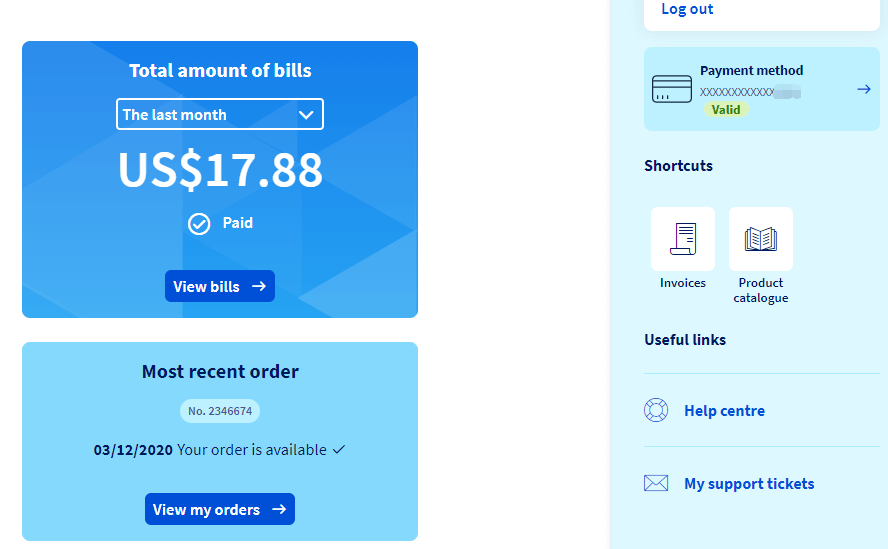 Total amount of bills
The last month
US$17.88
Paid
View bills
Most recent order
No. 2346674
03/12/2020 Your order is available
View my orders
Log out
Payment method
XXXXXXXXXXXX
Valid
Shortcuts
Invoices
Product
catalogue
Useful links
Help centre
My support tickets